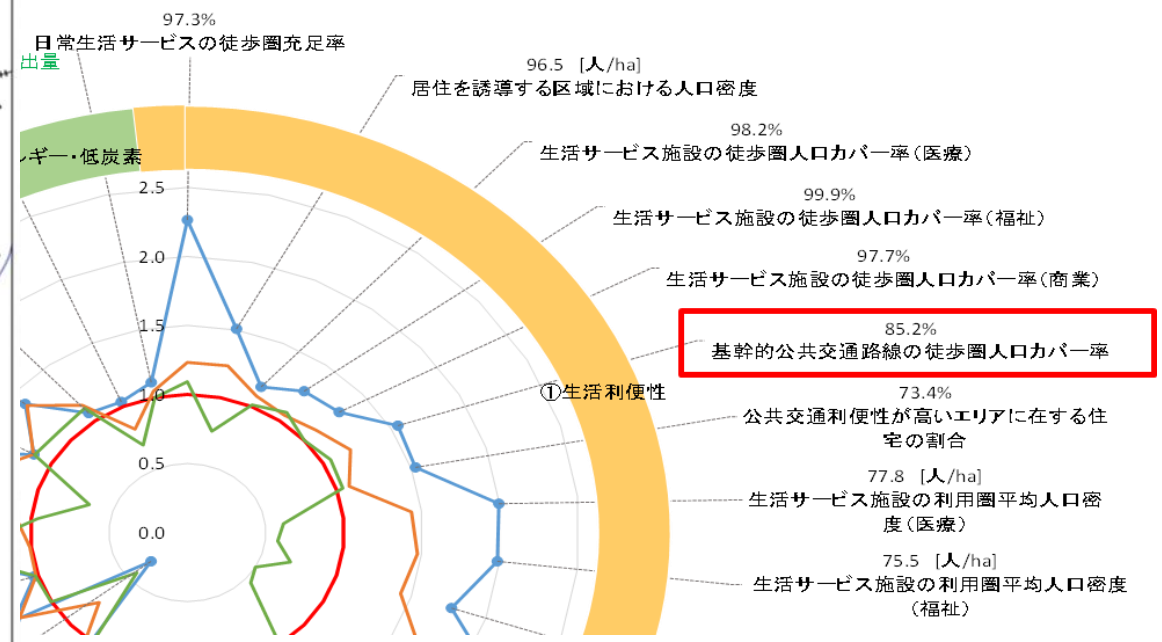 97.3%
日常生活サービスの徒歩圏充足率
出量
96.5 [人/ha]
居住を誘導する区域における人口密度
98.2%
生活サービス施設の徒歩圏人口カバー率(医療)
ギー・低炭素
99.9%
生活サービス施設の徒歩圏人口カバー率(福祉)
2.5
97.7%
生活サービス施設の徒歩圏人口カバー率(商業)
2.0
1.5
85.2%
基幹的公共交通路線の徒歩圏人口カバー率
1.0
①生活利便性
73.4%
公共交通利便性が高いエリアに在する住
宅の割合
0.5
77.8 [人/ha]
生活サービス施設の利用圏平均人口密
度(医療)
0.0
75.5 [人/ha]
生活サービス施設の利用圏平均人口密度
(福祉)